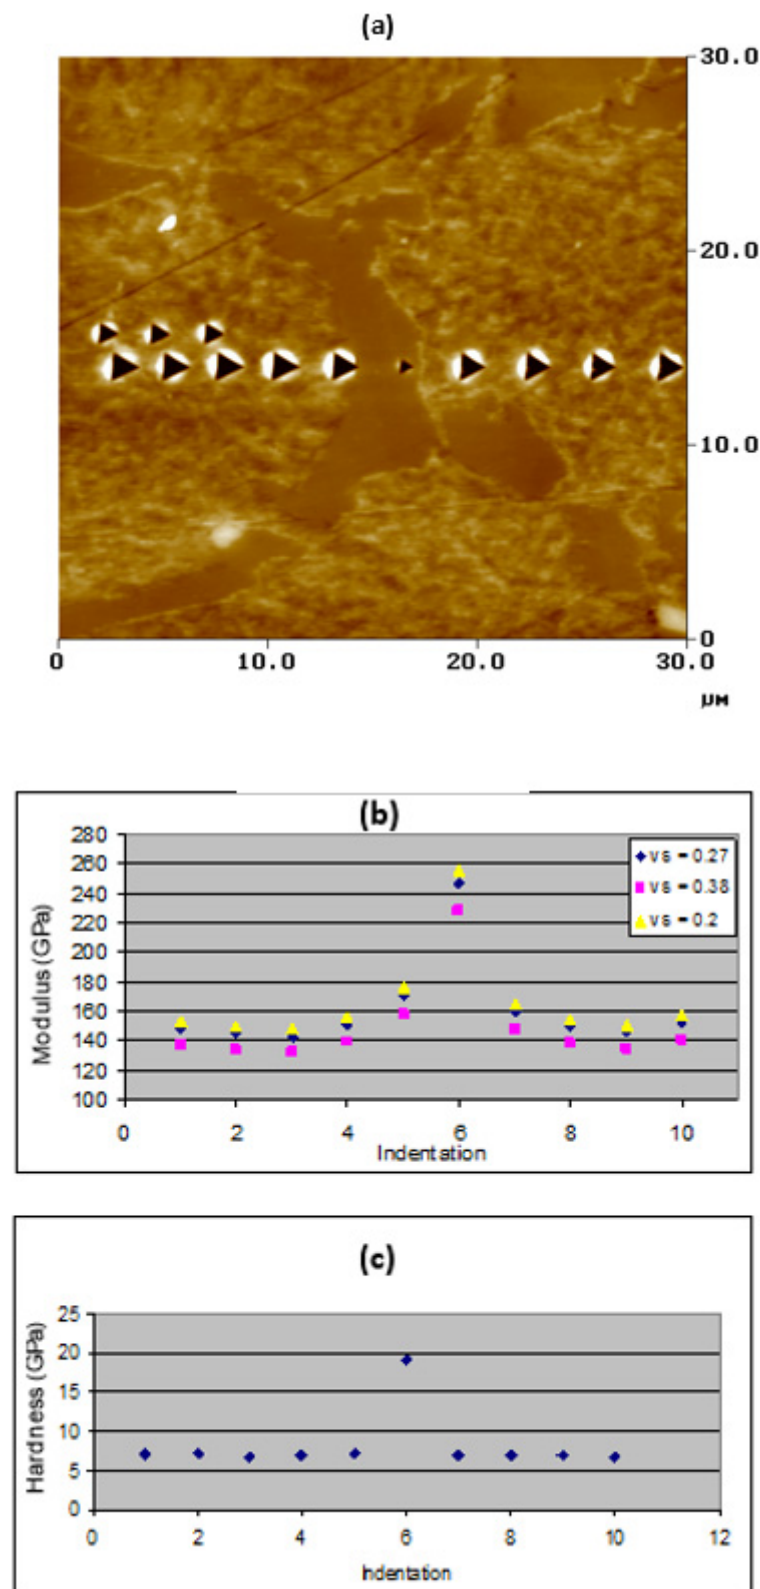 (a)
30.0
20.0
10.0
0
0 10.0 20.0 30.0
µM
(b)
Modulus (GPa)
280
260
240
220
200
180
160
140
120
100
vs = 0.27
vs = 0.38
vs = 0.2
0 2 4 6 8 10
Indentation
(c)
Hardness (GPa)
25
20
15
10
5
0
0 2 4 6 8 10 12
Indentation